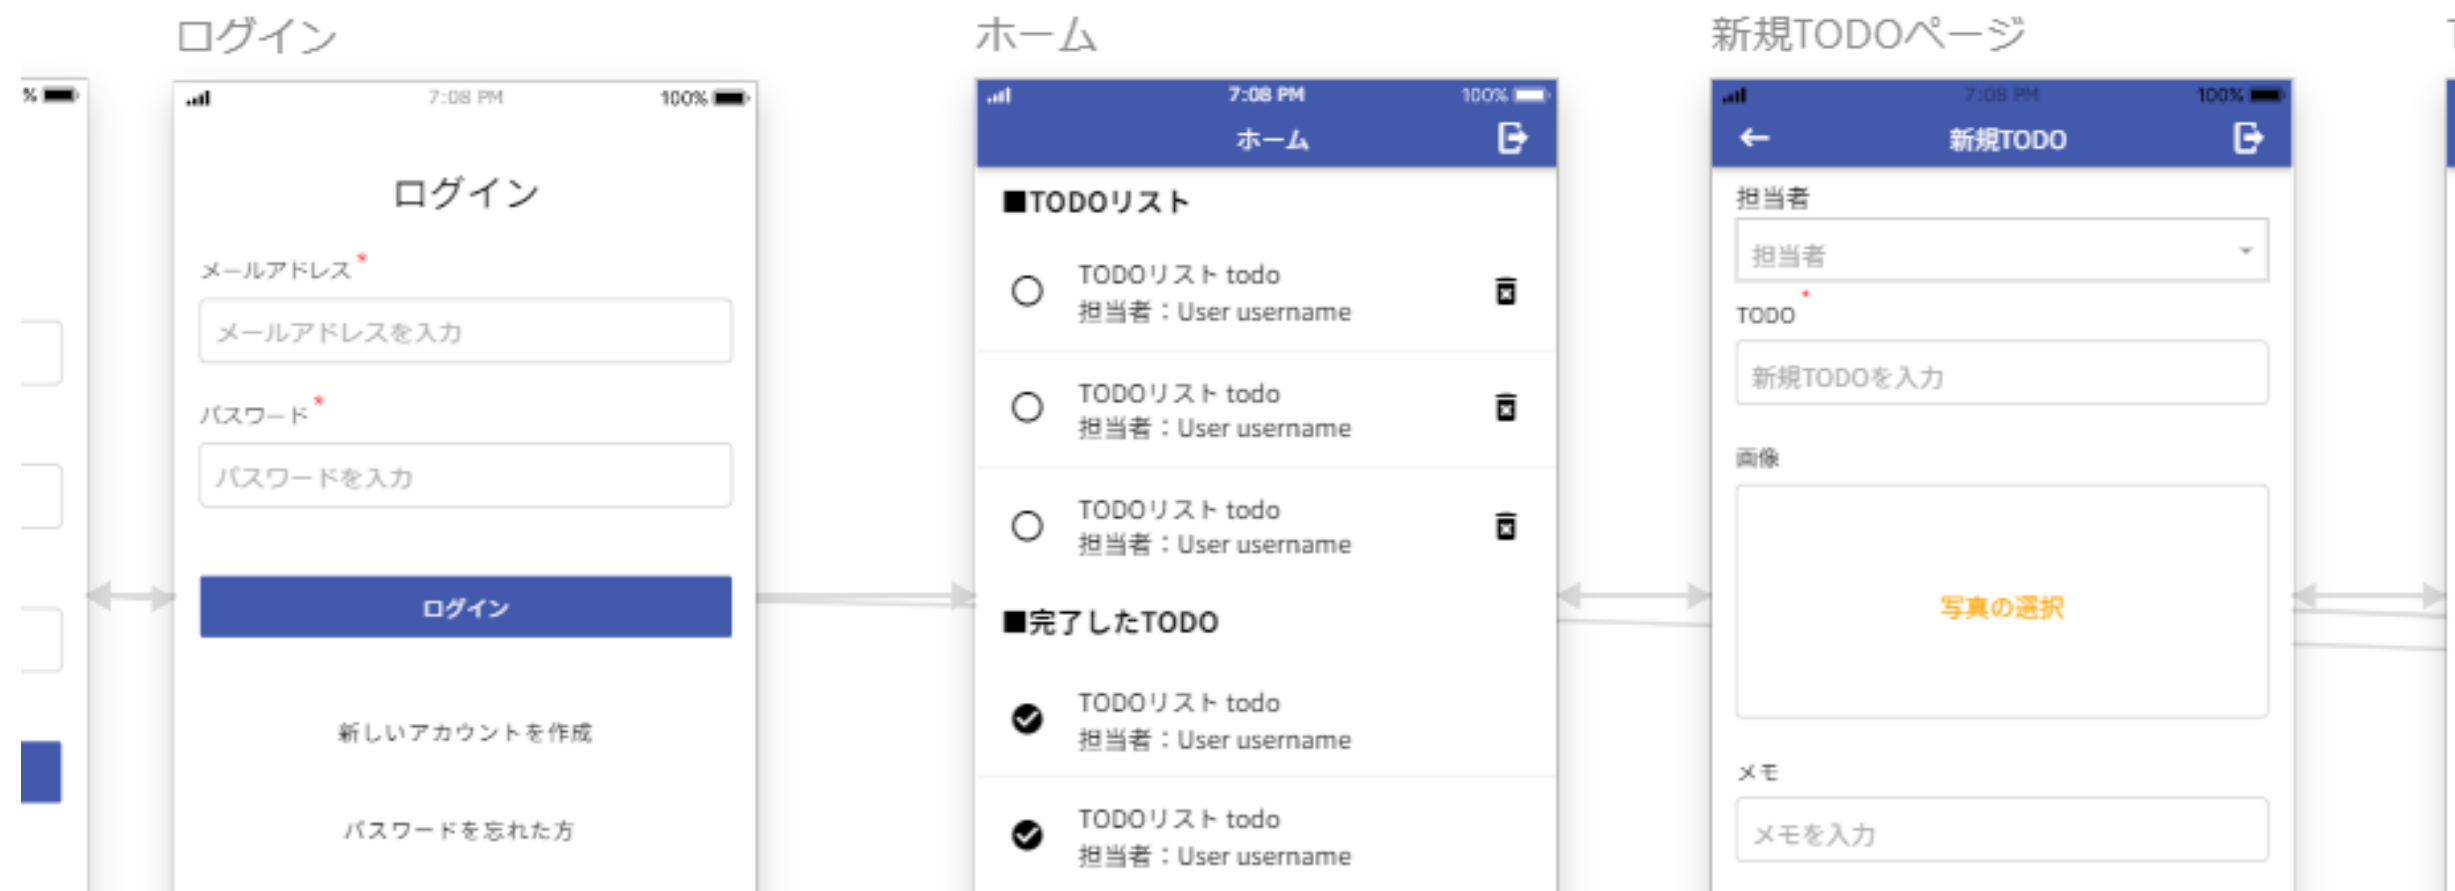 ログイン
ホーム
新規TODOページ
%
7:08 PM
100%
ログイン
メールアドレス *
メールアドレスを入力
パスワード *
パスワードを入力
ログイン
新しいアカウントを作成
パスワードを忘れた方
7:08 PM
100%
ホーム
■TODOリスト
TODOリスト todo
担当者：User username
TODOリスト todo
担当者：User username
TODOリスト todo
担当者：User username
■完了したTODO
TODOリスト todo
担当者：User username
TODOリスト todo
担当者：User username
7:08 PM
100%
新規TODO
担当者
担当者
TODO *
新規TODOを入力
画像
写真の選択
メモ
メモを入力